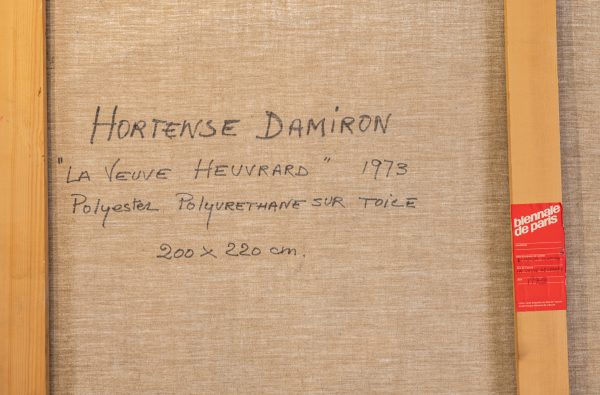 HORTENSE DAMIRON
"LA VEUVE HEUVRARD" 1973
Polyester Polyurethane sur toile
200 x 220 cm.
biennale
de paris